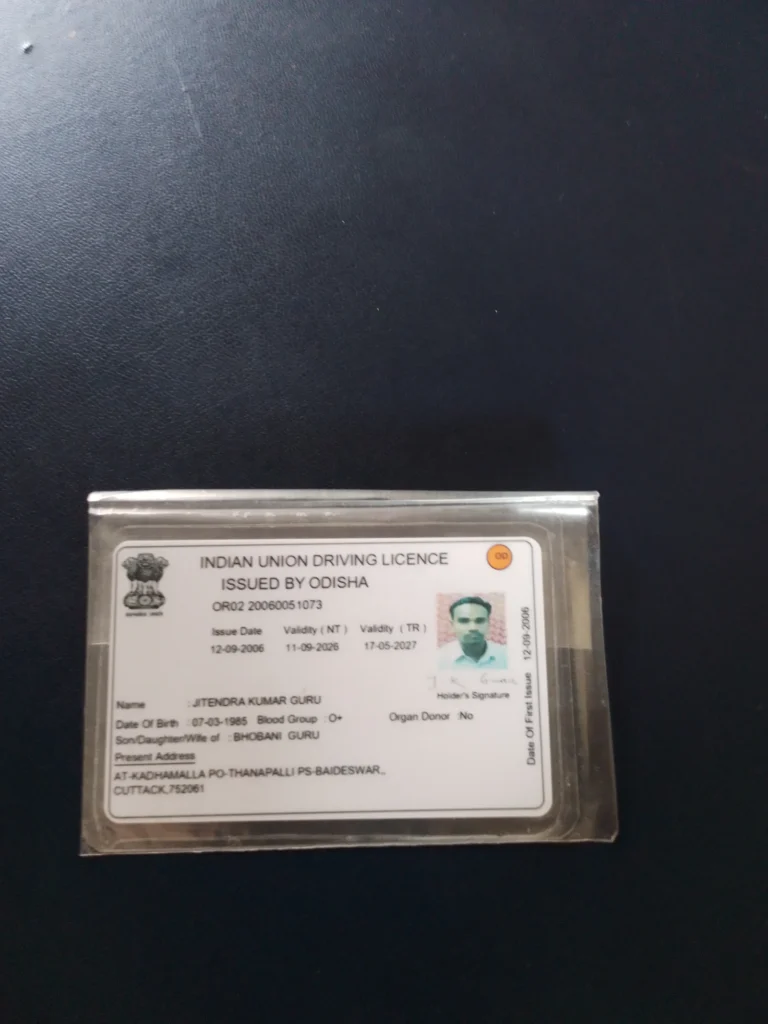 INDIAN UNION DRIVING LICENCE
ISSUED BY ODISHA
OD
OR02 20060051073
Issue Date Validity ( NT ) Validity ( TR )
12-09-2006 11-09-2026 17-05-2027
Holder's Signature
Date Of First Issue 12-09-2006
Name : JITENDRA KUMAR GURU
Date Of Birth : 07-03-1985 Blood Group : O+ Organ Donor :No
Son/Daughter/Wife of : BHOBANI GURU
Present Address
AT-KADHAMALLA PO-THANAPALLI PS-BAIDESWAR,,
CUTTACK,752061